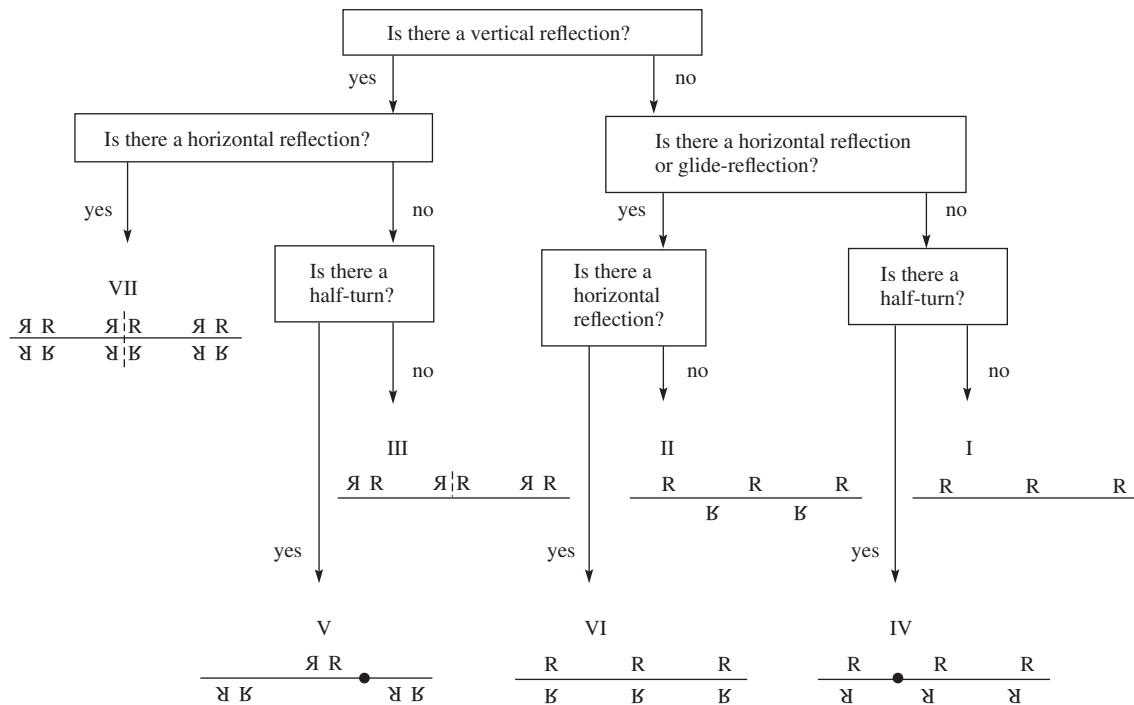 Is there a vertical reflection?
yes
no
Is there a horizontal reflection?
Is there a horizontal reflection
or glide-reflection?
yes
no
yes
no
VII
Я R Я R Я R
ᴚ ʁ ᴚ ʁ ᴚ ʁ
Is there a
half-turn?
Is there a
horizontal
reflection?
Is there a
half-turn?
no
no
no
III
Я R Я R Я R
II
R R R
ʁ ʁ
I
R R R
yes
yes
yes
V
Я R
ᴚ ʁ ᴚ ʁ
VI
R R R
ʁ ʁ ʁ
IV
R R R
ᴚ ᴚ ᴚ